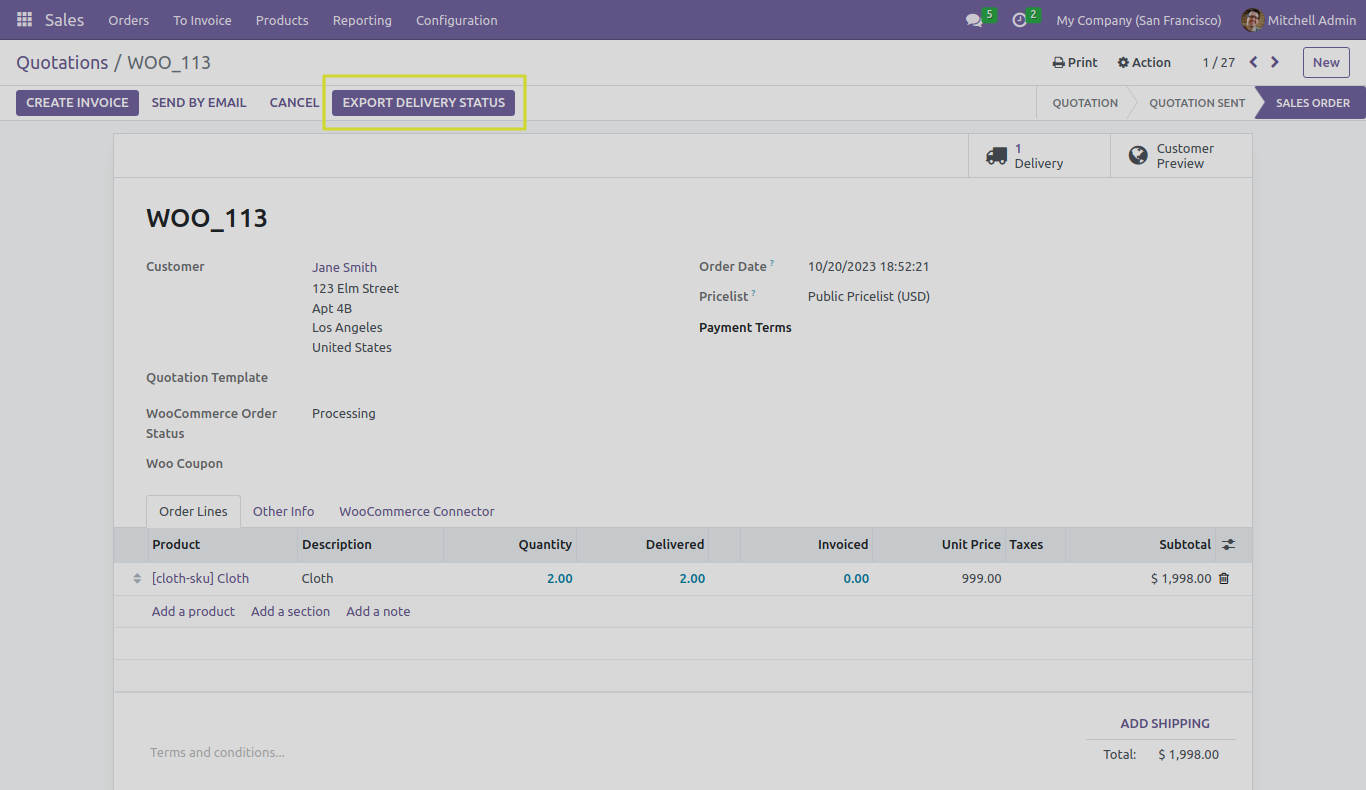 Sales Orders To Invoice Products Reporting Configuration 5 2 My Company (San Francisco) Mitchell Admin
Quotations / WOO_113 Print Action 1 / 27 New
CREATE INVOICE SEND BY EMAIL CANCEL EXPORT DELIVERY STATUS QUOTATION QUOTATION SENT SALES ORDER
1
Delivery
Customer
Preview
WOO_113
Customer Jane Smith
123 Elm Street
Apt 4B
Los Angeles
United States
Order Date ? 10/20/2023 18:52:21
Pricelist ? Public Pricelist (USD)
Payment Terms
Quotation Template
WooCommerce Order
Status
Processing
Woo Coupon
Order Lines Other Info WooCommerce Connector
Product Description Quantity Delivered Invoiced Unit Price Taxes Subtotal
[cloth-sku] Cloth Cloth 2.00 2.00 0.00 999.00 $ 1,998.00
Add a product Add a section Add a note
ADD SHIPPING
Terms and conditions...
Total: $ 1,998.00